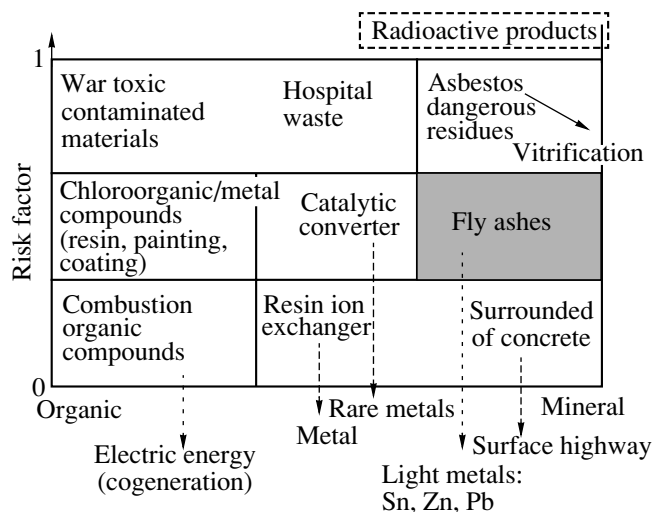 Radioactive products
1
War toxic
contaminated
materials
Hospital
waste
Asbestos
dangerous
residues
Vitrification
Risk factor
Chloroorganic/metal
compounds
(resin, painting,
coating)
Catalytic
converter
Fly ashes
Combustion
organic
compounds
Resin ion
exchanger
Surrounded
of concrete
0
Organic
Rare metals
Mineral
Metal
Surface highway
Electric energy
(cogeneration)
Light metals:
Sn, Zn, Pb